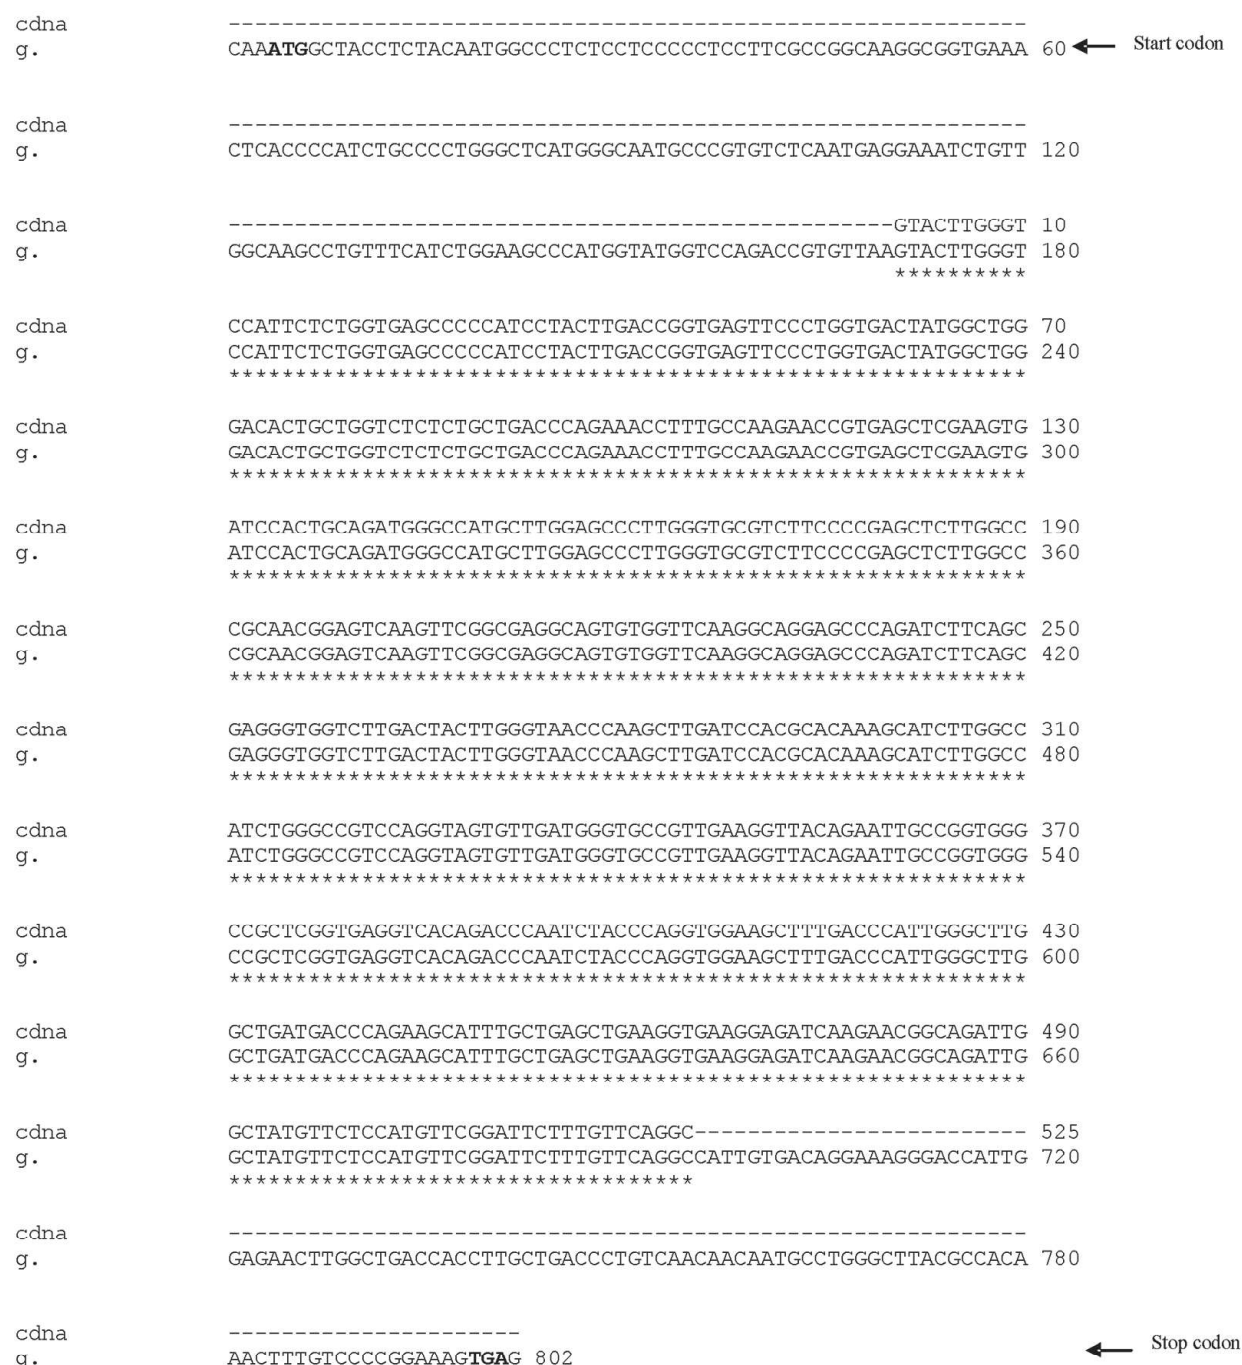 cdna ------------------------------------------------------------
g. CAAATGGCTACCTCTACAATGGCCCTCTCCTCCCCCTCCTTCGCCGGCAAGGCGGTGAAA 60 Start codon
cdna ------------------------------------------------------------
g. CTCACCCCATCTGCCCCTGGGCTCATGGGCAATGCCCGTGTCTCAATGAGGAAATCTGTT 120
cdna --------------------------------------------------GTACTTGGGT 10
g. GGCAAGCCTGTTTCATCTGGAAGCCCATGGTATGGTCCAGACCGTGTTAAGTACTTGGGT 180
**********
cdna CCATTCTCTGGTGAGCCCCCATCCTACTTGACCGGTGAGTTCCCTGGTGACTATGGCTGG 70
g. CCATTCTCTGGTGAGCCCCCATCCTACTTGACCGGTGAGTTCCCTGGTGACTATGGCTGG 240
************************************************************
cdna GACACTGCTGGTCTCTCTGCTGACCCAGAAACCTTTGCCAAGAACCGTGAGCTCGAAGTG 130
g. GACACTGCTGGTCTCTCTGCTGACCCAGAAACCTTTGCCAAGAACCGTGAGCTCGAAGTG 300
************************************************************
cdna ATCCACTGCAGATGGGCCATGCTTGGAGCCCTTGGGTGCGTCTTCCCCGAGCTCTTGGCC 190
g. ATCCACTGCAGATGGGCCATGCTTGGAGCCCTTGGGTGCGTCTTCCCCGAGCTCTTGGCC 360
************************************************************
cdna CGCAACGGAGTCAAGTTCGGCGAGGCAGTGTGGTTCAAGGCAGGAGCCCAGATCTTCAGC 250
g. CGCAACGGAGTCAAGTTCGGCGAGGCAGTGTGGTTCAAGGCAGGAGCCCAGATCTTCAGC 420
************************************************************
cdna GAGGGTGGTCTTGACTACTTGGGTAACCCAAGCTTGATCCACGCACAAAGCATCTTGGCC 310
g. GAGGGTGGTCTTGACTACTTGGGTAACCCAAGCTTGATCCACGCACAAAGCATCTTGGCC 480
************************************************************
cdna ATCTGGGCCGTCCAGGTAGTGTTGATGGGTGCCGTTGAAGGTTACAGAATTGCCGGTGGG 370
g. ATCTGGGCCGTCCAGGTAGTGTTGATGGGTGCCGTTGAAGGTTACAGAATTGCCGGTGGG 540
************************************************************
cdna CCGCTCGGTGAGGTCACAGACCCAATCTACCCAGGTGGAAGCTTTGACCCATTGGGCTTG 430
g. CCGCTCGGTGAGGTCACAGACCCAATCTACCCAGGTGGAAGCTTTGACCCATTGGGCTTG 600
************************************************************
cdna GCTGATGACCCAGAAGCATTTGCTGAGCTGAAGGTGAAGGAGATCAAGAACGGCAGATTG 490
g. GCTGATGACCCAGAAGCATTTGCTGAGCTGAAGGTGAAGGAGATCAAGAACGGCAGATTG 660
************************************************************
cdna GCTATGTTCTCCATGTTCGGATTCTTTGTTCAGGC------------------------- 525
g. GCTATGTTCTCCATGTTCGGATTCTTTGTTCAGGCCATTGTGACAGGAAAGGGACCATTG 720
***********************************
cdna ------------------------------------------------------------
g. GAGAACTTGGCTGACCACCTTGCTGACCCTGTCAACAACAATGCCTGGGCTTACGCCACA 780
cdna ----------------------
g. AACTTTGTCCCCGGAAAGTGAG 802 Stop codon